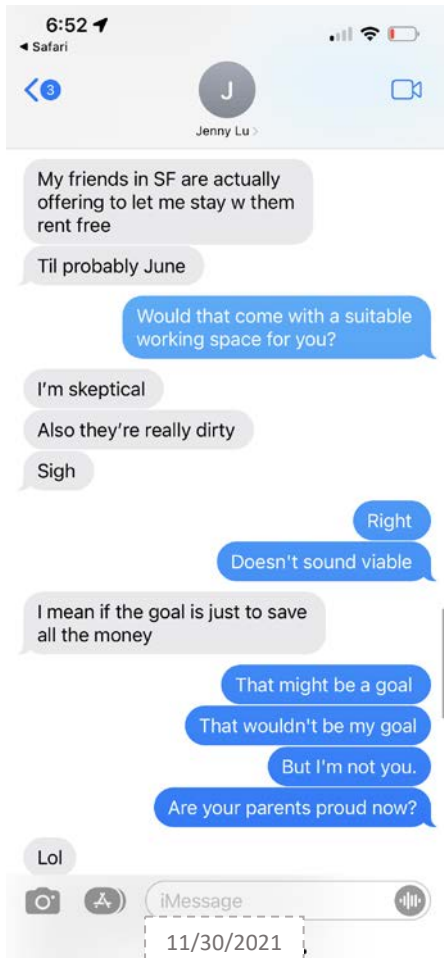 6:52
◀ Safari
3
J
Jenny Lu >
My friends in SF are actually
offering to let me stay w them
rent free
Til probably June
Would that come with a suitable
working space for you?
I'm skeptical
Also they're really dirty
Sigh
Right
Doesn't sound viable
I mean if the goal is just to save
all the money
That might be a goal
That wouldn't be my goal
But I'm not you.
Are your parents proud now?
Lol
iMessage
11/30/2021